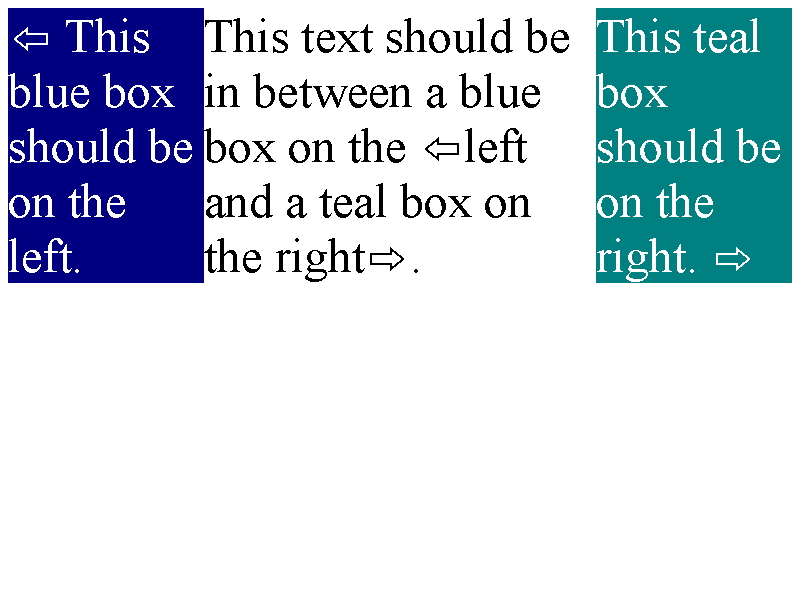 ⇦ This
blue box
should be
on the
left.
This text should be
in between a blue
box on the ⇦left
and a teal box on
the right⇨.
This teal
box
should be
on the
right. ⇨